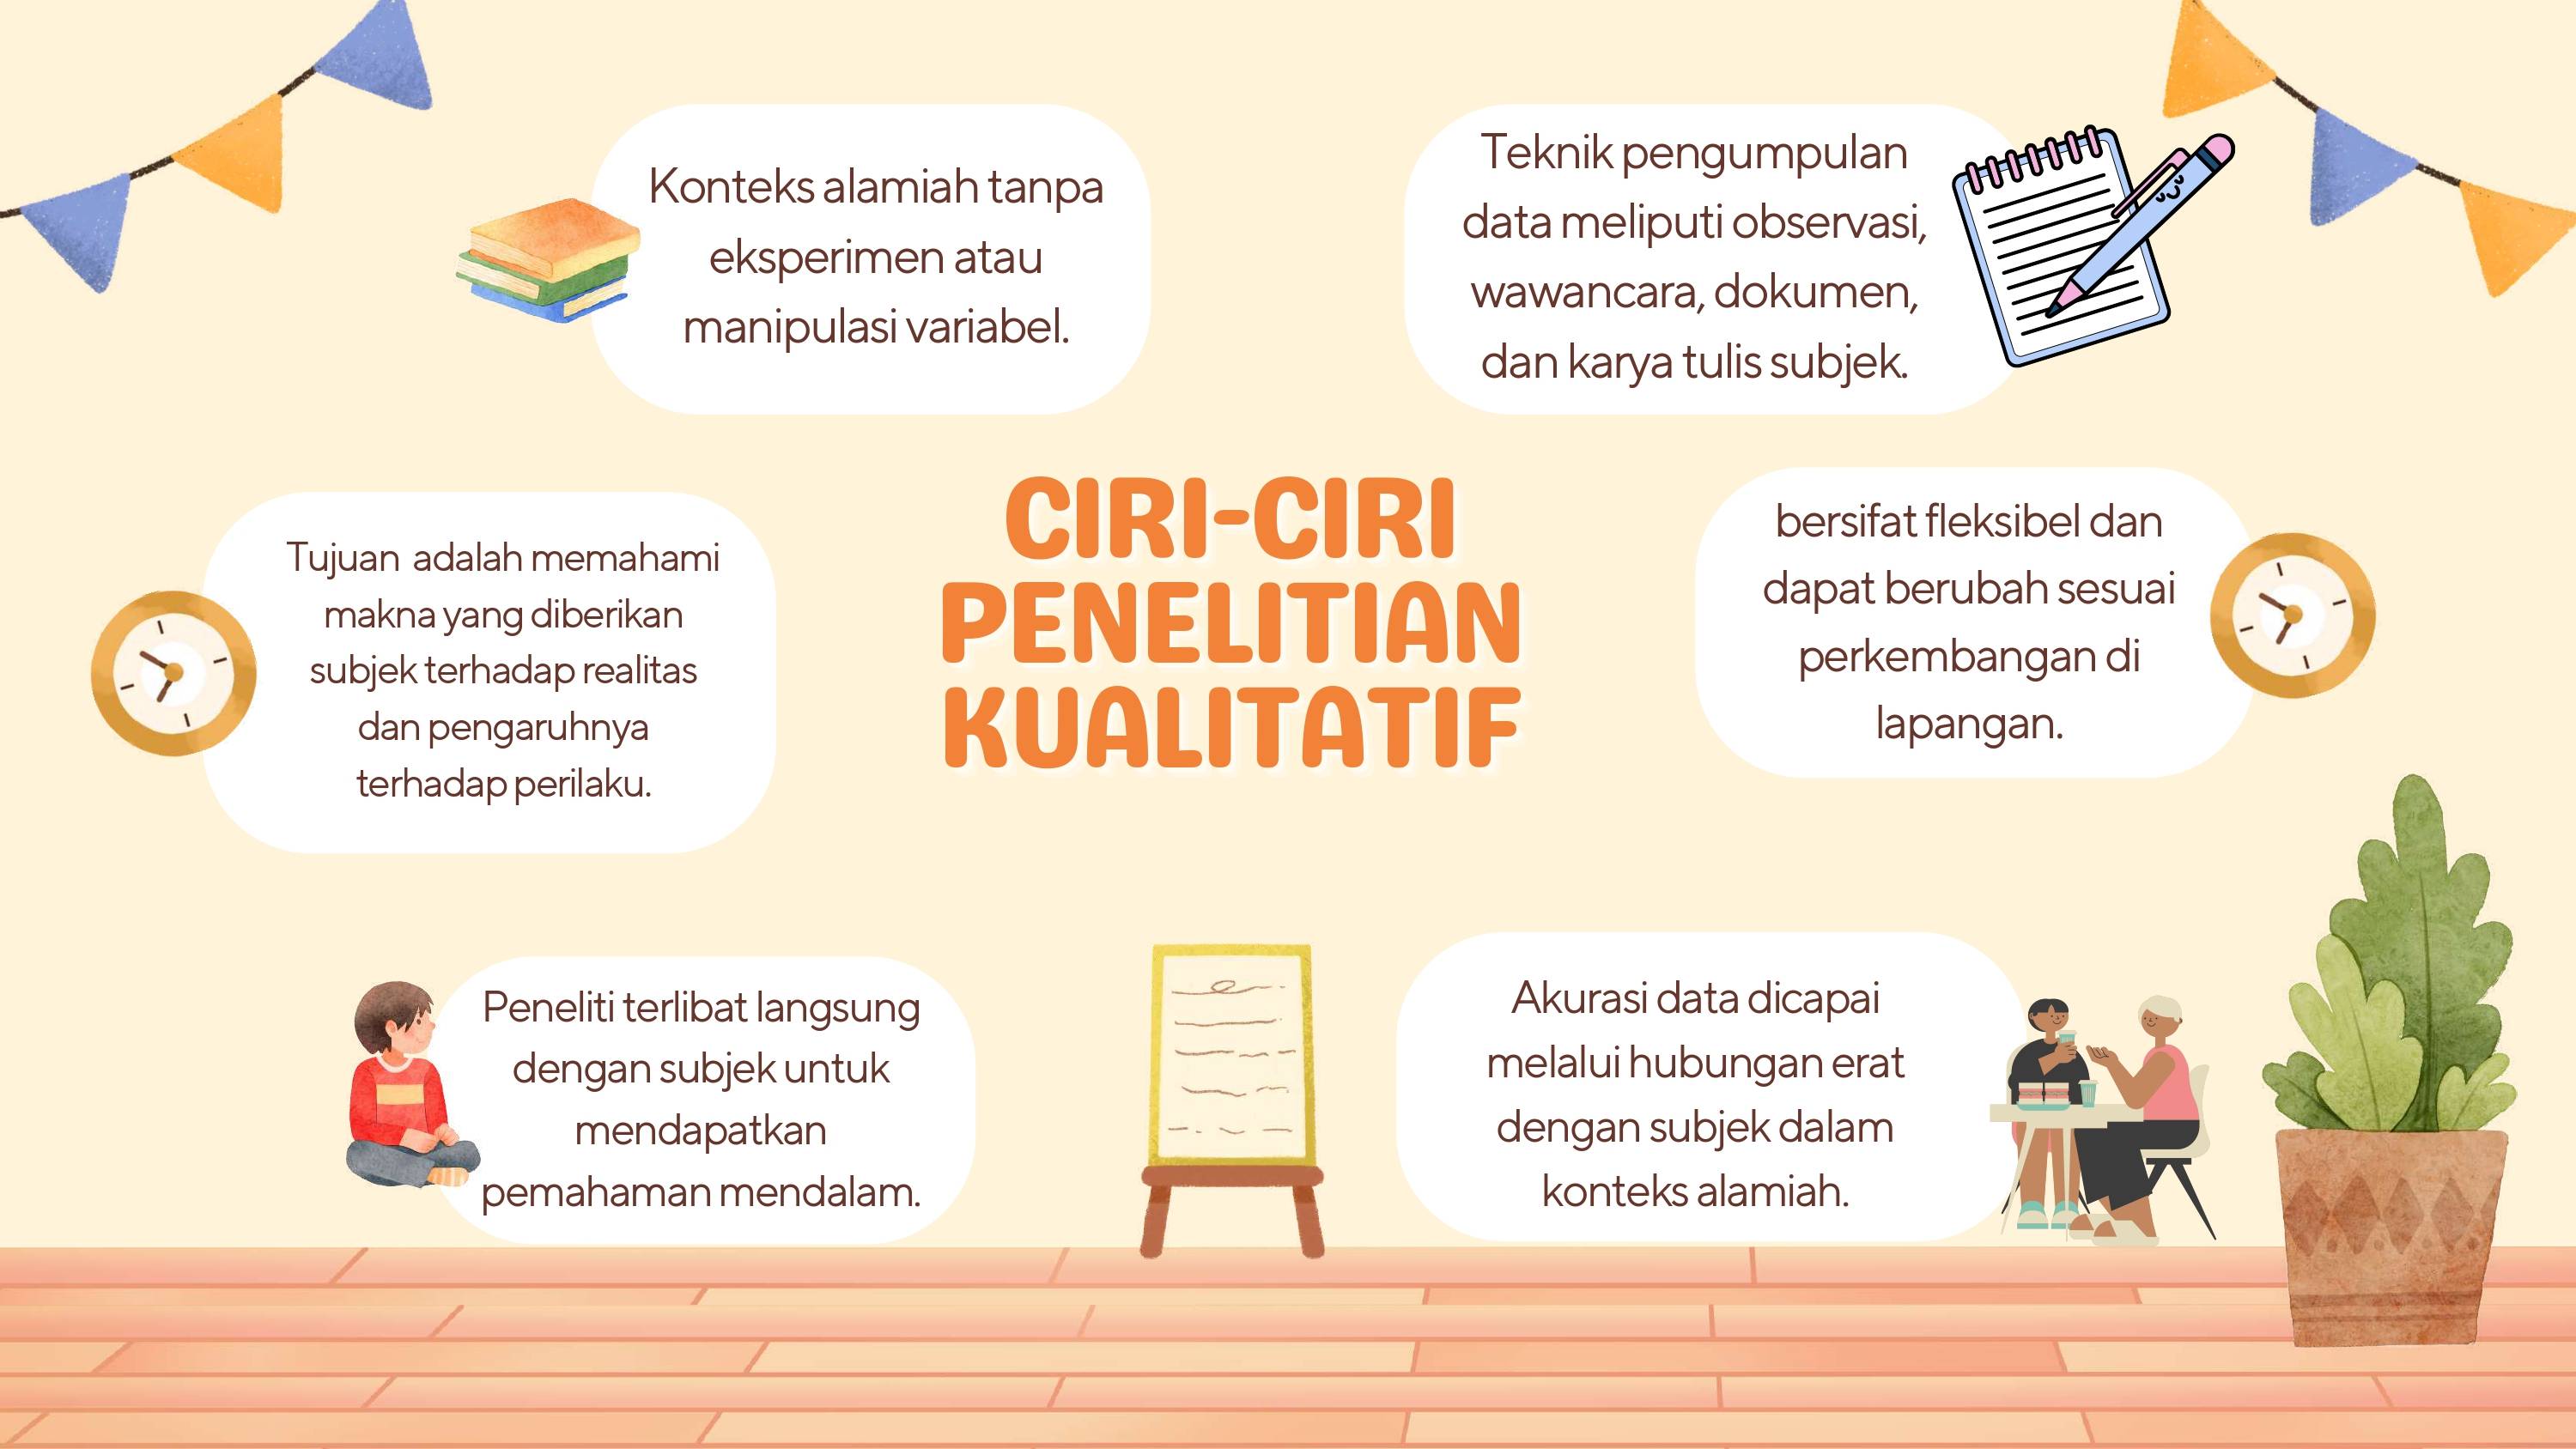 Konteks alamiah tanpa
eksperimen atau
manipulasi variabel.
Teknik pengumpulan
data meliputi observasi,
wawancara, dokumen,
dan karya tulis subjek.
CIRI-CIRI
PENELITIAN
KUALITATIF
Tujuan  adalah memahami
makna yang diberikan
subjek terhadap realitas
dan pengaruhnya
terhadap perilaku.
bersifat fleksibel dan
dapat berubah sesuai
perkembangan di
lapangan.
Peneliti terlibat langsung
dengan subjek untuk
mendapatkan
pemahaman mendalam.
Akurasi data dicapai
melalui hubungan erat
dengan subjek dalam
konteks alamiah.